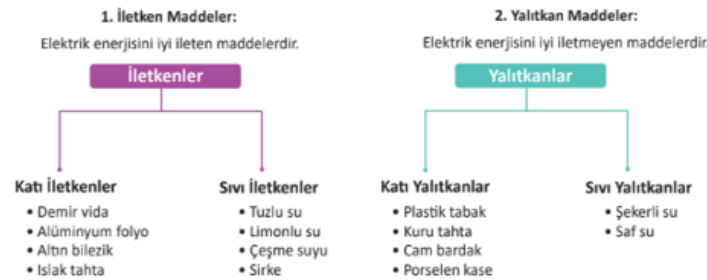 1. İletken Maddeler:
Elektrik enerjisini iyi ileten maddelerdir.
İletkenler
Katı İletkenler
• Demir vida
• Alüminyum folyo
• Altın bilezik
• Islak tahta
Sıvı İletkenler
• Tuzlu su
• Limonlu su
• Çeşme suyu
• Sirke
2. Yalıtkan Maddeler:
Elektrik enerjisini iyi iletmeyen maddelerdir.
Yalıtkanlar
Katı Yalıtkanlar
• Plastik tabak
• Kuru tahta
• Cam bardak
• Porselen kase
Sıvı Yalıtkanlar
• Şekerli su
• Saf su